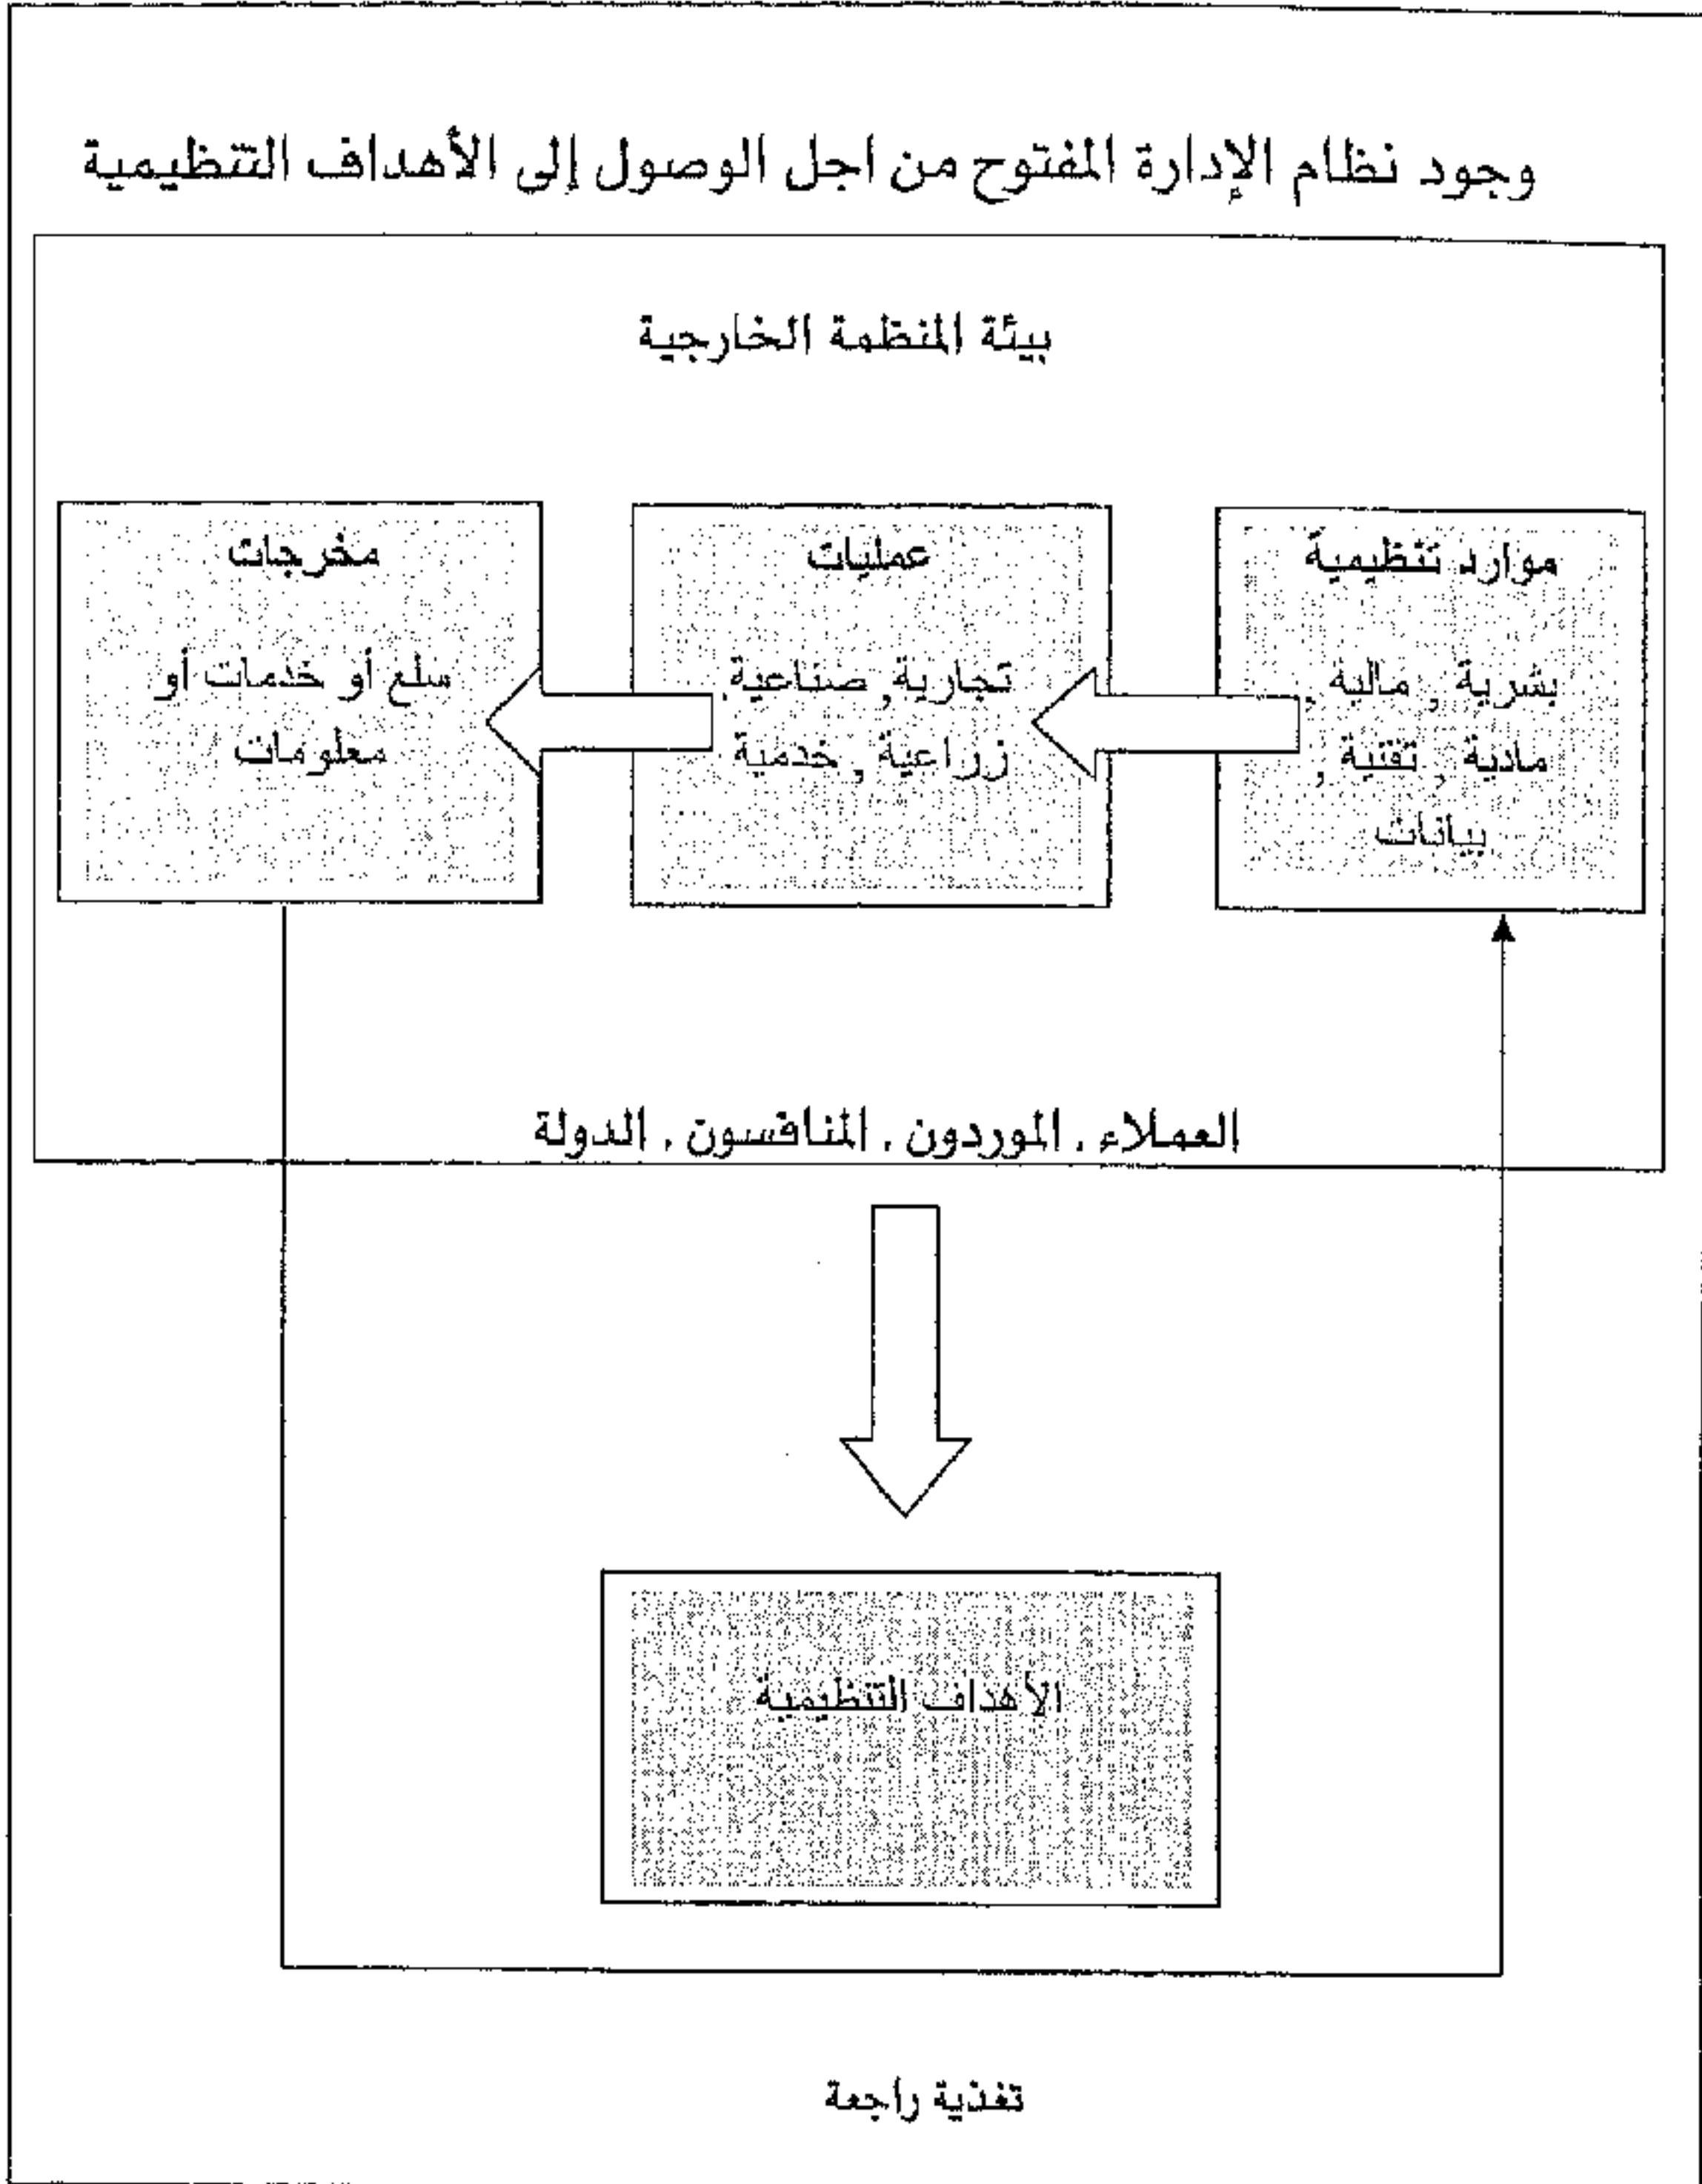 وجود نظام الإدارة المفتوح من اجل الوصول إلى الأهداف التنظيمية
بيئة المنظمة الخارجية
موارد تنظيمية
بشرية , مالية ,
مادية , تقنية ,
بيانات
عمليات
تجارية , صناعية ,
زراعية , خدمية
مخرجات
سلع أو خدمات أو
معلومات
العملاء . الموردون . المنافسون . الدولة
الأهداف التنظيمية
تغذية راجعة